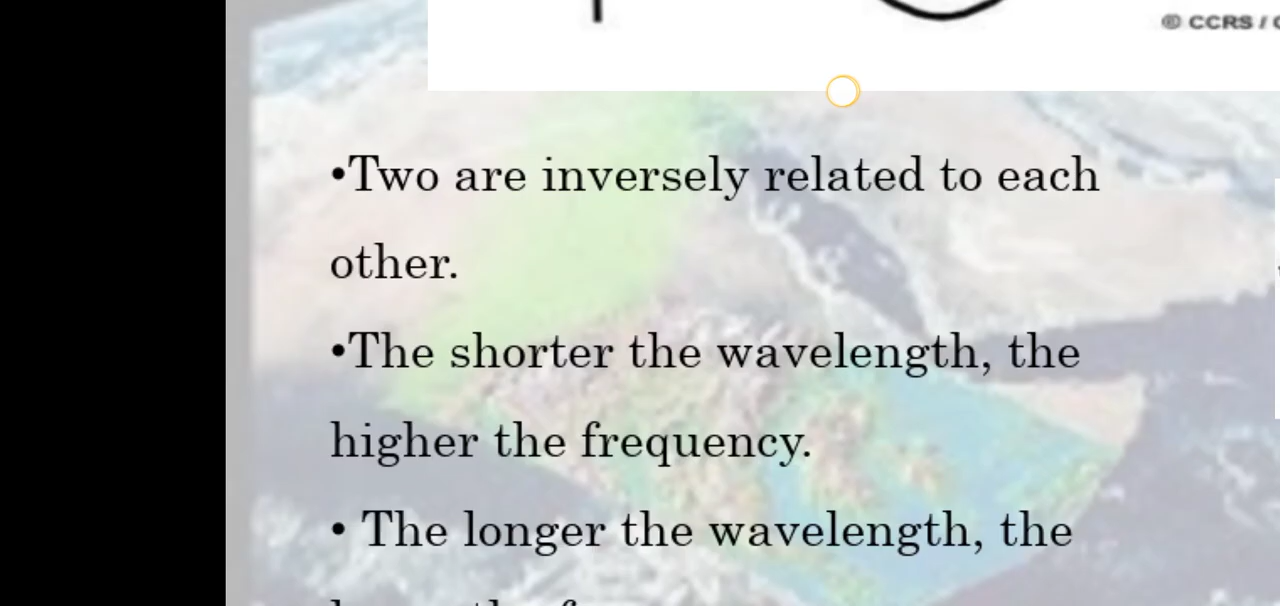 © CCRS / 
•Two are inversely related to each
other.
•The shorter the wavelength, the
higher the frequency.
• The longer the wavelength, the